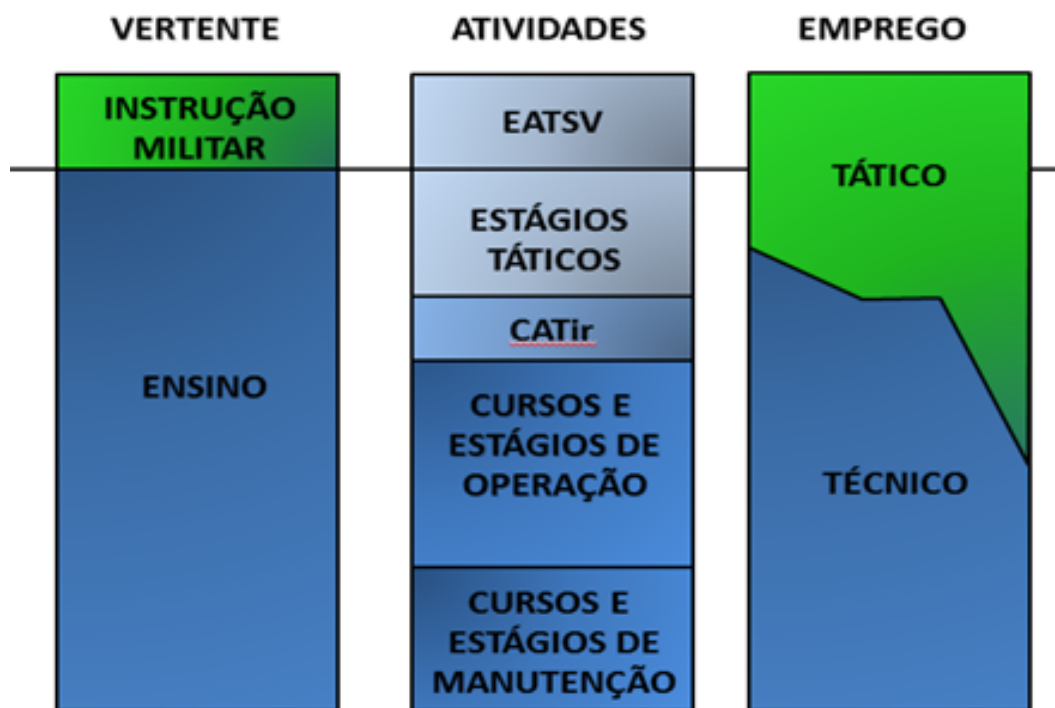 VERTENTE
ATIVIDADES
EMPREGO
INSTRUÇÃO
MILITAR
ENSINO
EATSV
ESTÁGIOS
TÁTICOS
CATir
CURSOS E
ESTÁGIOS DE
OPERAÇÃO
CURSOS E
ESTÁGIOS DE
MANUTENÇÃO
TÁTICO
TÉCNICO